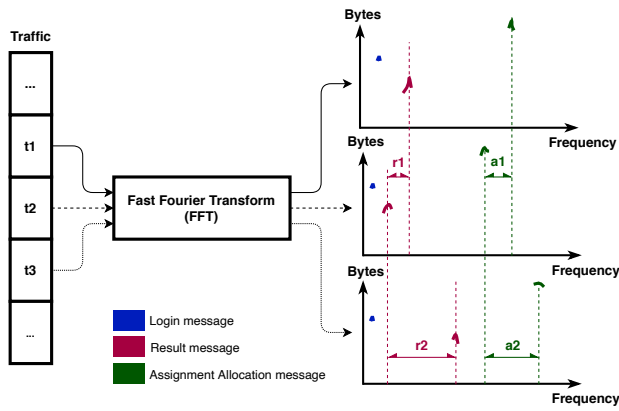 Traffic
...
t1
t2
t3
...
Fast Fourier Transform
(FFT)
Login message
Result message
Assignment Allocation message
Bytes
Frequency
Bytes
r1
a1
Frequency
Bytes
r2
a2
Frequency